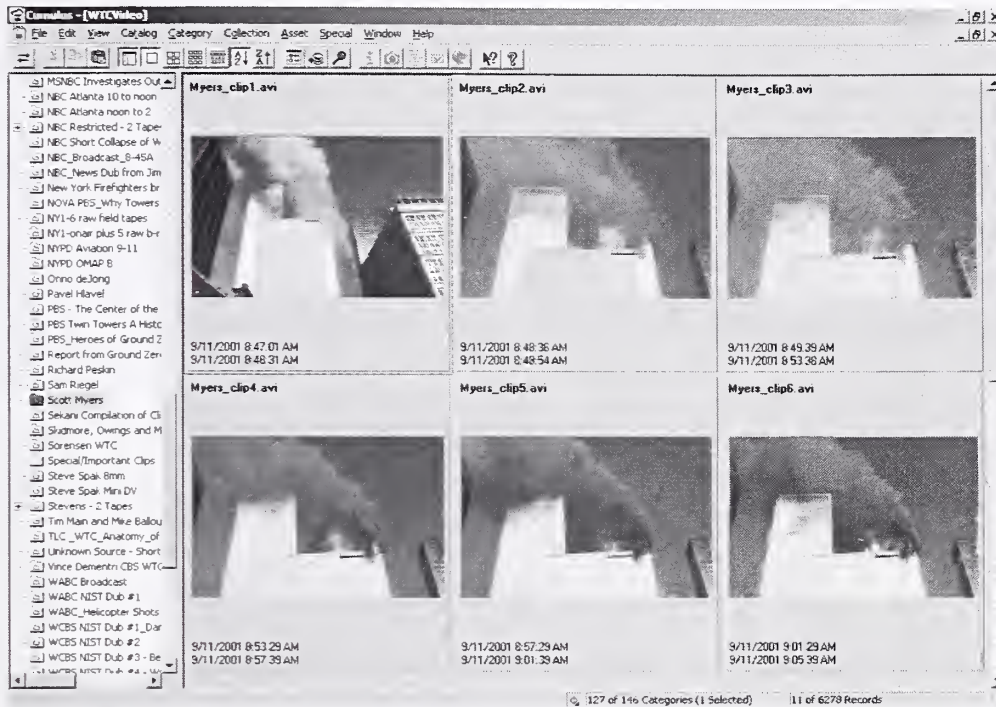 Cumulus - [WTCVideo]
File Edit View Catalog Category Collection Asset Special Window Help
MSNBC Investigates Out
NBC Atlanta 10 to noon
NBC Atlanta noon to 2
NBC Restricted - 2 Tape
NBC Short Collapse of W
NBC_Broadcast_8-45A
NBC_News Dub from Jim
New York Firefighters br
NOVA PBS_Why Towers
NY1-6 raw field tapes
NY1-onair plus 5 raw b-r
NYPD Aviation 9-11
NYPD OMAP B
Onno deJong
Pavel Hlavel
PBS - The Center of the
PBS Twin Towers A Histc
PBS_Heroes of Ground Z
Report from Ground Zer
Richard Peskin
Sam Riegel
Scott Myers
Sekani Compilation of Cli
Skidmore, Owings and M
Sorensen WTC
Special/Important Clips
Steve Spak 8mm
Steve Spak Mini DV
Stevens - 2 Tapes
Tim Main and Mike Ballou
TLC _WTC_Anatomy_of
Unknown Source - Short
Vince Dementri CBS WTC
WABC Broadcast
WABC NIST Dub #1
WABC_Helicopter Shots
WCBS NIST Dub #1_Dar
WCBS NIST Dub #2
WCBS NIST Dub #3 - Be
WCBS NIST Dub #4 - W
Myers_clip1.avi
9/11/2001 8:47:01 AM
9/11/2001 8:48:31 AM
Myers_clip2.avi
9/11/2001 8:48:36 AM
9/11/2001 8:48:54 AM
Myers_clip3.avi
9/11/2001 8:49:39 AM
9/11/2001 8:53:38 AM
Myers_clip4.avi
9/11/2001 8:53:29 AM
9/11/2001 8:57:39 AM
Myers_clip5.avi
9/11/2001 8:57:29 AM
9/11/2001 9:01:39 AM
Myers_clip6.avi
9/11/2001 9:01:29 AM
9/11/2001 9:05:39 AM
127 of 146 Categories (1 Selected)
11 of 6278 Records